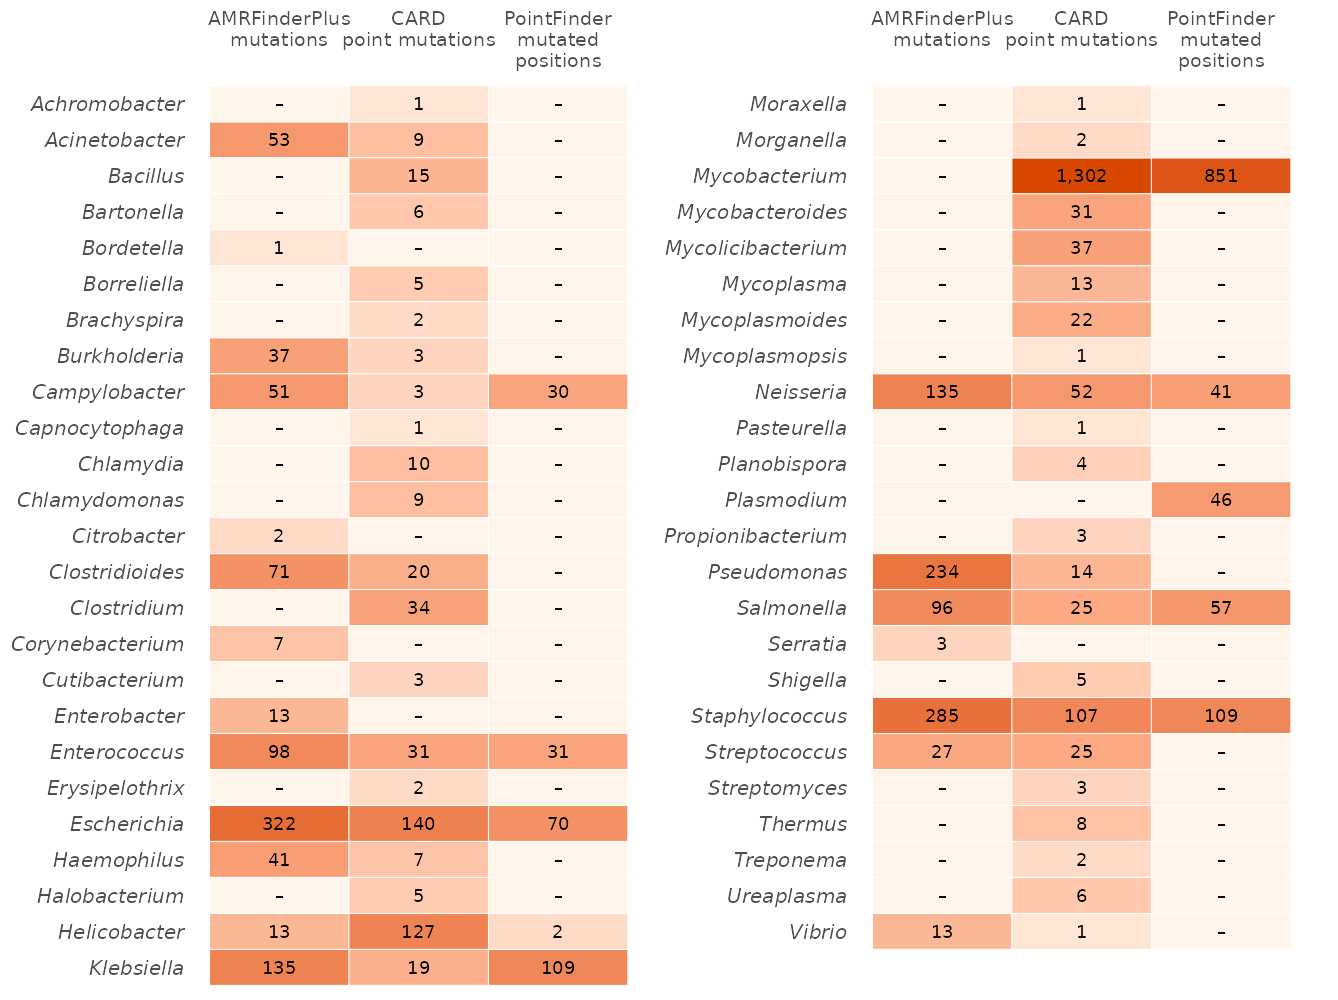 AMRFinderPlus mutations CARD point mutations PointFinder mutated positions
Achromobacter – 1 –
Acinetobacter 53 9 –
Bacillus – 15 –
Bartonella – 6 –
Bordetella 1 – –
Borreliella – 5 –
Brachyspira – 2 –
Burkholderia 37 3 –
Campylobacter 51 3 30
Capnocytophaga – 1 –
Chlamydia – 10 –
Chlamydomonas – 9 –
Citrobacter 2 – –
Clostridioides 71 20 –
Clostridium – 34 –
Corynebacterium 7 – –
Cutibacterium – 3 –
Enterobacter 13 – –
Enterococcus 98 31 31
Erysipelothrix – 2 –
Escherichia 322 140 70
Haemophilus 41 7 –
Halobacterium – 5 –
Helicobacter 13 127 2
Klebsiella 135 19 109
AMRFinderPlus mutations CARD point mutations PointFinder mutated positions
Moraxella – 1 –
Morganella – 2 –
Mycobacterium – 1,302 851
Mycobacteroides – 31 –
Mycolicibacterium – 37 –
Mycoplasma – 13 –
Mycoplasmoides – 22 –
Mycoplasmopsis – 1 –
Neisseria 135 52 41
Pasteurella – 1 –
Planobispora – 4 –
Plasmodium – – 46
Propionibacterium – 3 –
Pseudomonas 234 14 –
Salmonella 96 25 57
Serratia 3 – –
Shigella – 5 –
Staphylococcus 285 107 109
Streptococcus 27 25 –
Streptomyces – 3 –
Thermus – 8 –
Treponema – 2 –
Ureaplasma – 6 –
Vibrio 13 1 –